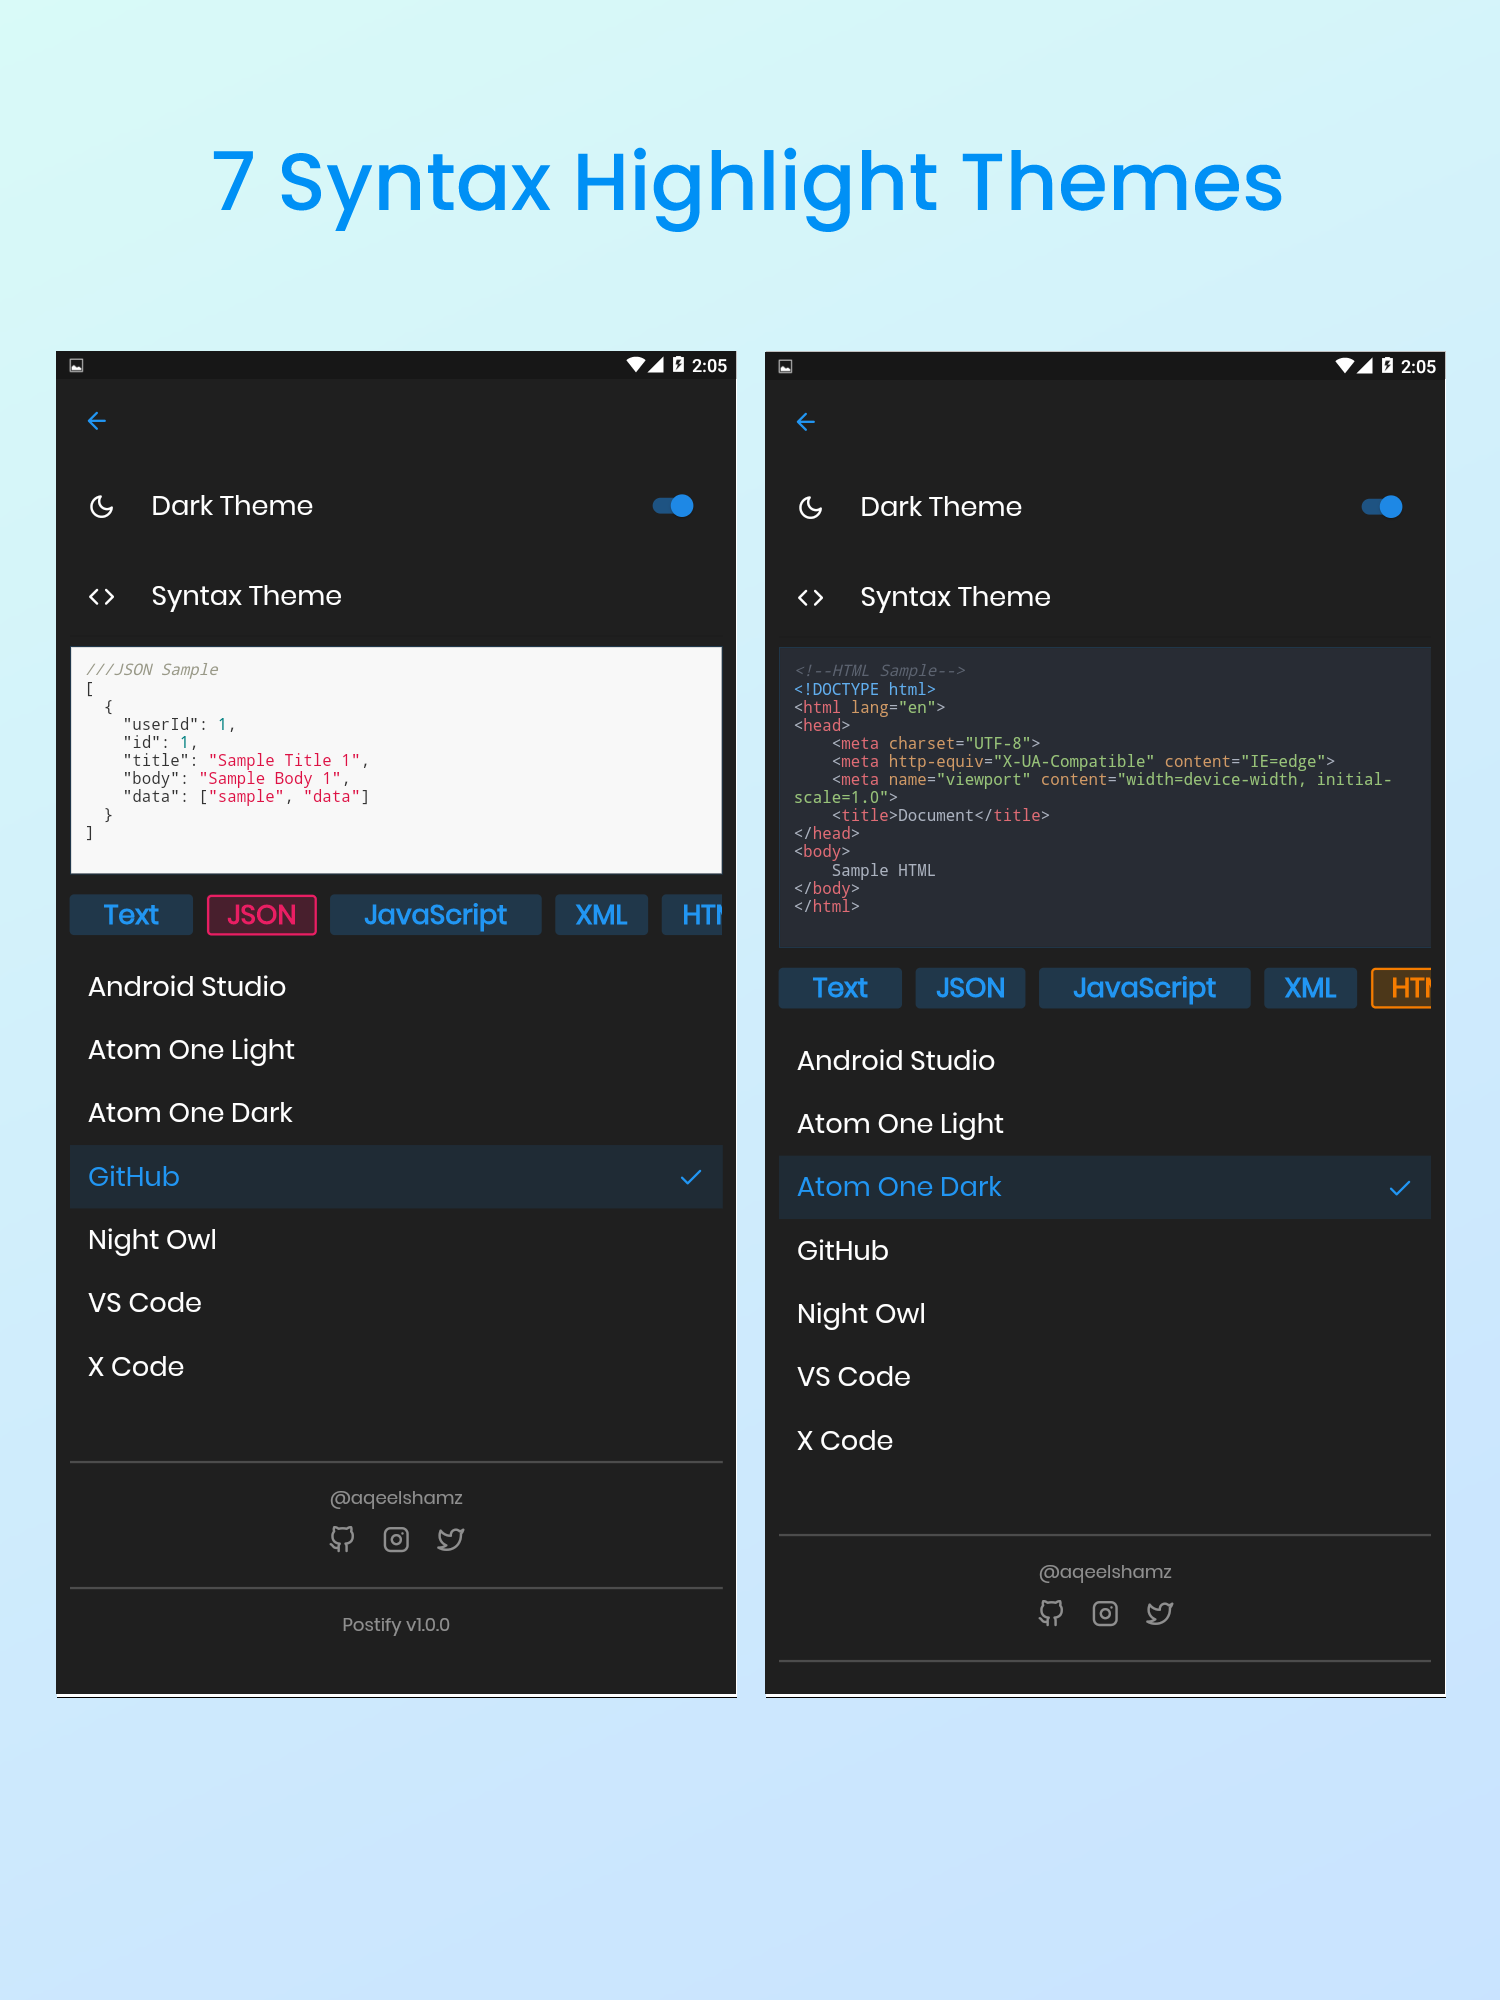 7 Syntax Highlight Themes
2:05
Dark Theme
Syntax Theme
///JSON Sample
[
  {
    "userId": 1,
    "id": 1,
    "title": "Sample Title 1",
    "body": "Sample Body 1",
    "data": ["sample", "data"]
  }
]
Text JSON JavaScript XML HTM
Android Studio
Atom One Light
Atom One Dark
GitHub
Night Owl
VS Code
X Code
@aqeelshamz
Postify v1.0.0
2:05
Dark Theme
Syntax Theme
<!--HTML Sample-->
<!DOCTYPE html>
<html lang="en">
<head>
    <meta charset="UTF-8">
    <meta http-equiv="X-UA-Compatible" content="IE=edge">
    <meta name="viewport" content="width=device-width, initial-
scale=1.0">
    <title>Document</title>
</head>
<body>
    Sample HTML
</body>
</html>
Text JSON JavaScript XML HTM
Android Studio
Atom One Light
Atom One Dark
GitHub
Night Owl
VS Code
X Code
@aqeelshamz